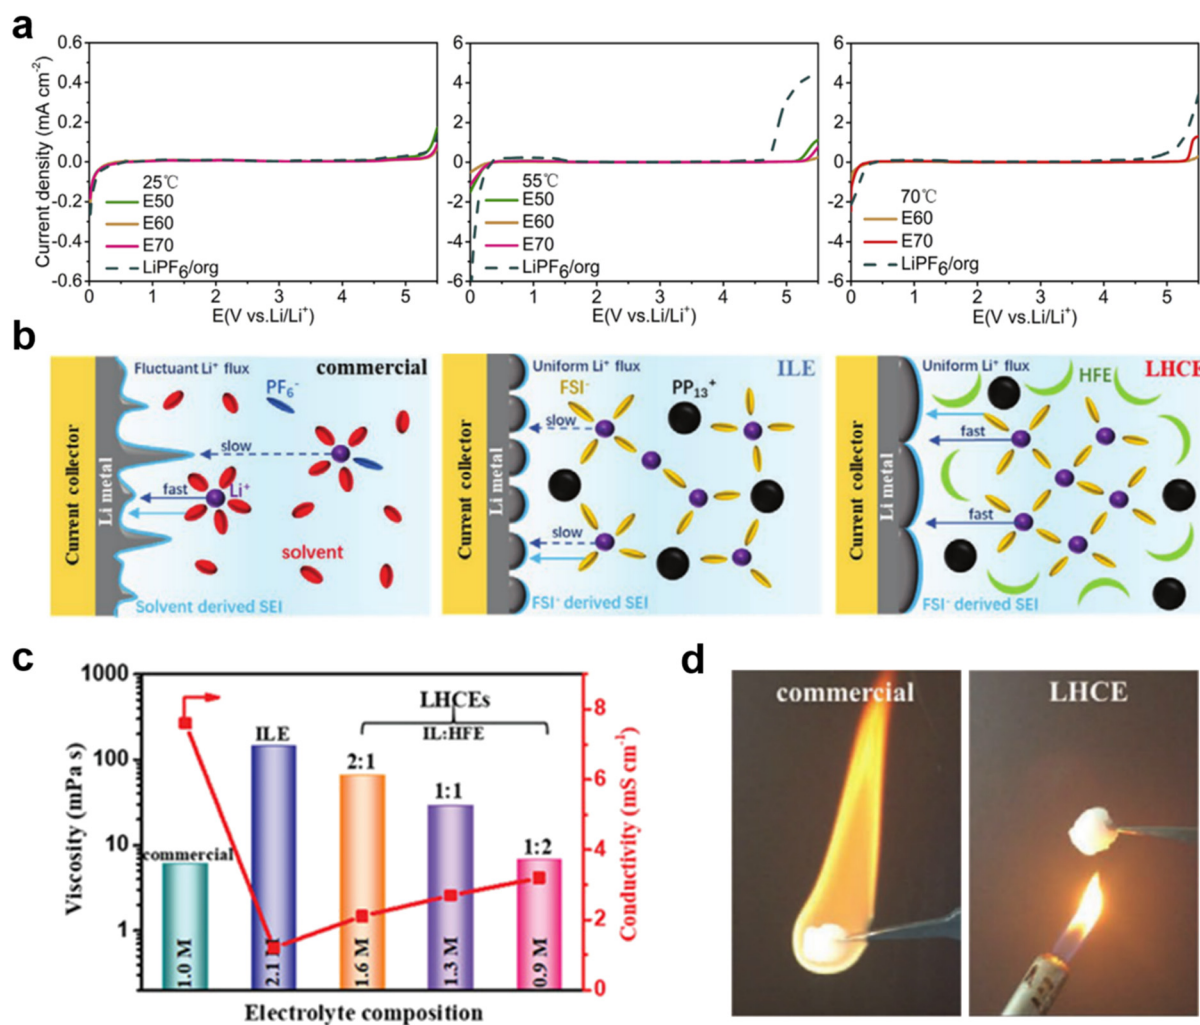 a
Current density (mA cm⁻²)
0.6
0.4
0.2
0.0
-0.2
-0.4
-0.6
25℃
E50
E60
E70
LiPF6/org
0 1 2 3 4 5
E(V vs.Li/Li⁺)
6
4
2
0
-2
-4
-6
55℃
E50
E60
E70
LiPF6/org
0 1 2 3 4 5
E(V vs.Li/Li⁺)
6
4
2
0
-2
-4
-6
70℃
E60
E70
LiPF6/org
0 1 2 3 4 5
E(V vs.Li/Li⁺)
b
Current collector
Li metal
Fluctuant Li⁺ flux
commercial
PF6⁻
slow
fast
Li⁺
solvent
Solvent derived SEI
Current collector
Li metal
Uniform Li⁺ flux
ILE
FSI⁻
PP13⁺
slow
slow
FSI⁻ derived SEI
Current collector
Li metal
Uniform Li⁺ flux
LHCE
HFE
fast
fast
FSI⁻ derived SEI
c
Viscosity (mPa s)
1000
100
10
1
LHCEs
IL:HFE
ILE
2:1
1:1
1:2
commercial
1.0 M
2.1 M
1.6 M
1.3 M
0.9 M
8
6
4
2
0
Conductivity (mS cm⁻¹)
Electrolyte composition
d
commercial
LHCE